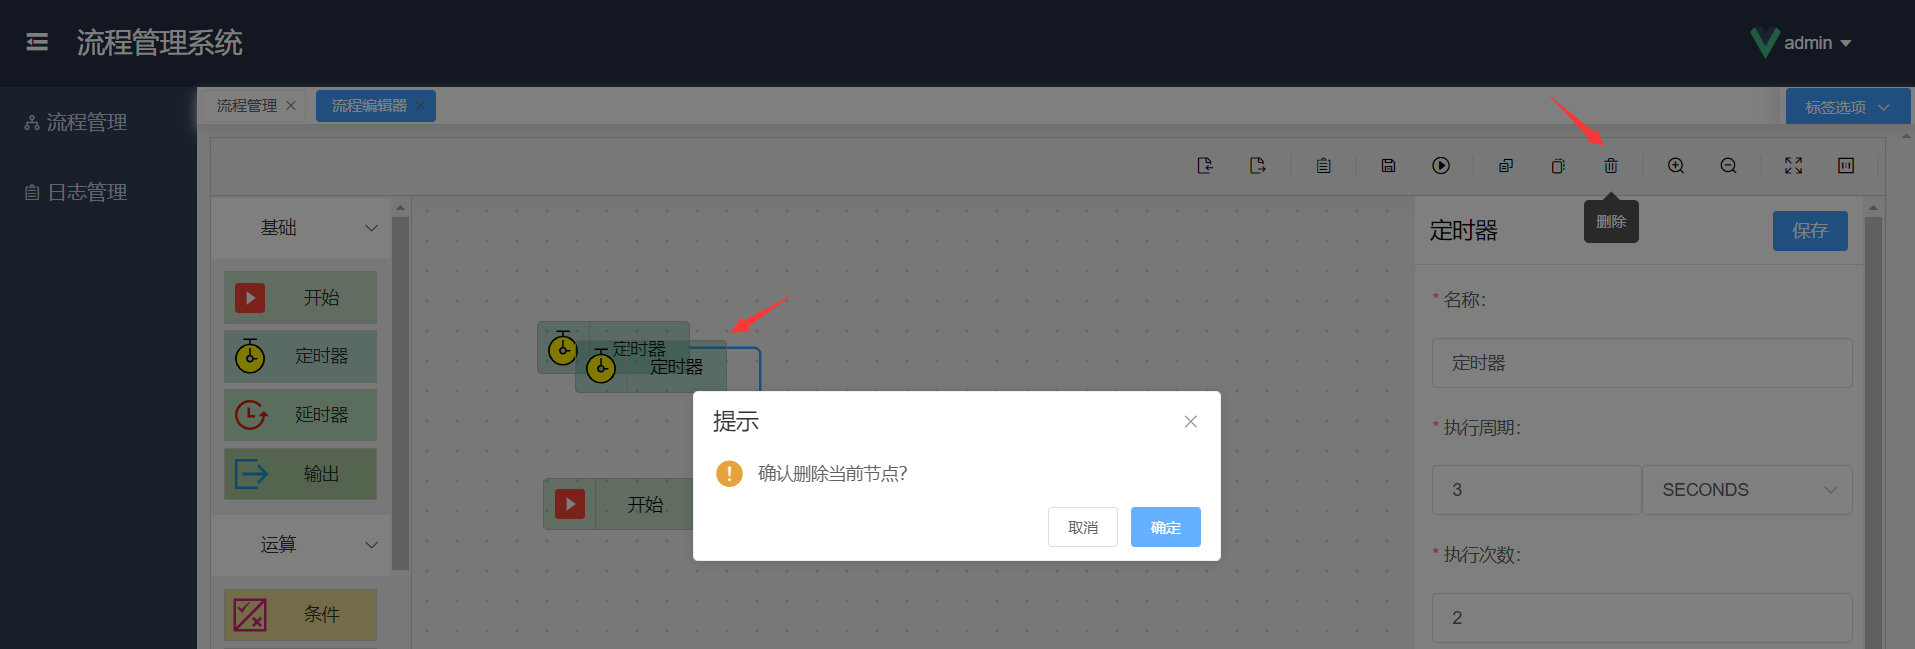 流程管理系统
admin
流程管理
日志管理
流程管理
流程编辑器
标签选项
删除
基础
开始
定时器
延时器
输出
运算
条件
定时器
定时器
开始
提示
确认删除当前节点?
取消
确定
定时器
保存
* 名称:
定时器
* 执行周期:
3
SECONDS
* 执行次数:
2